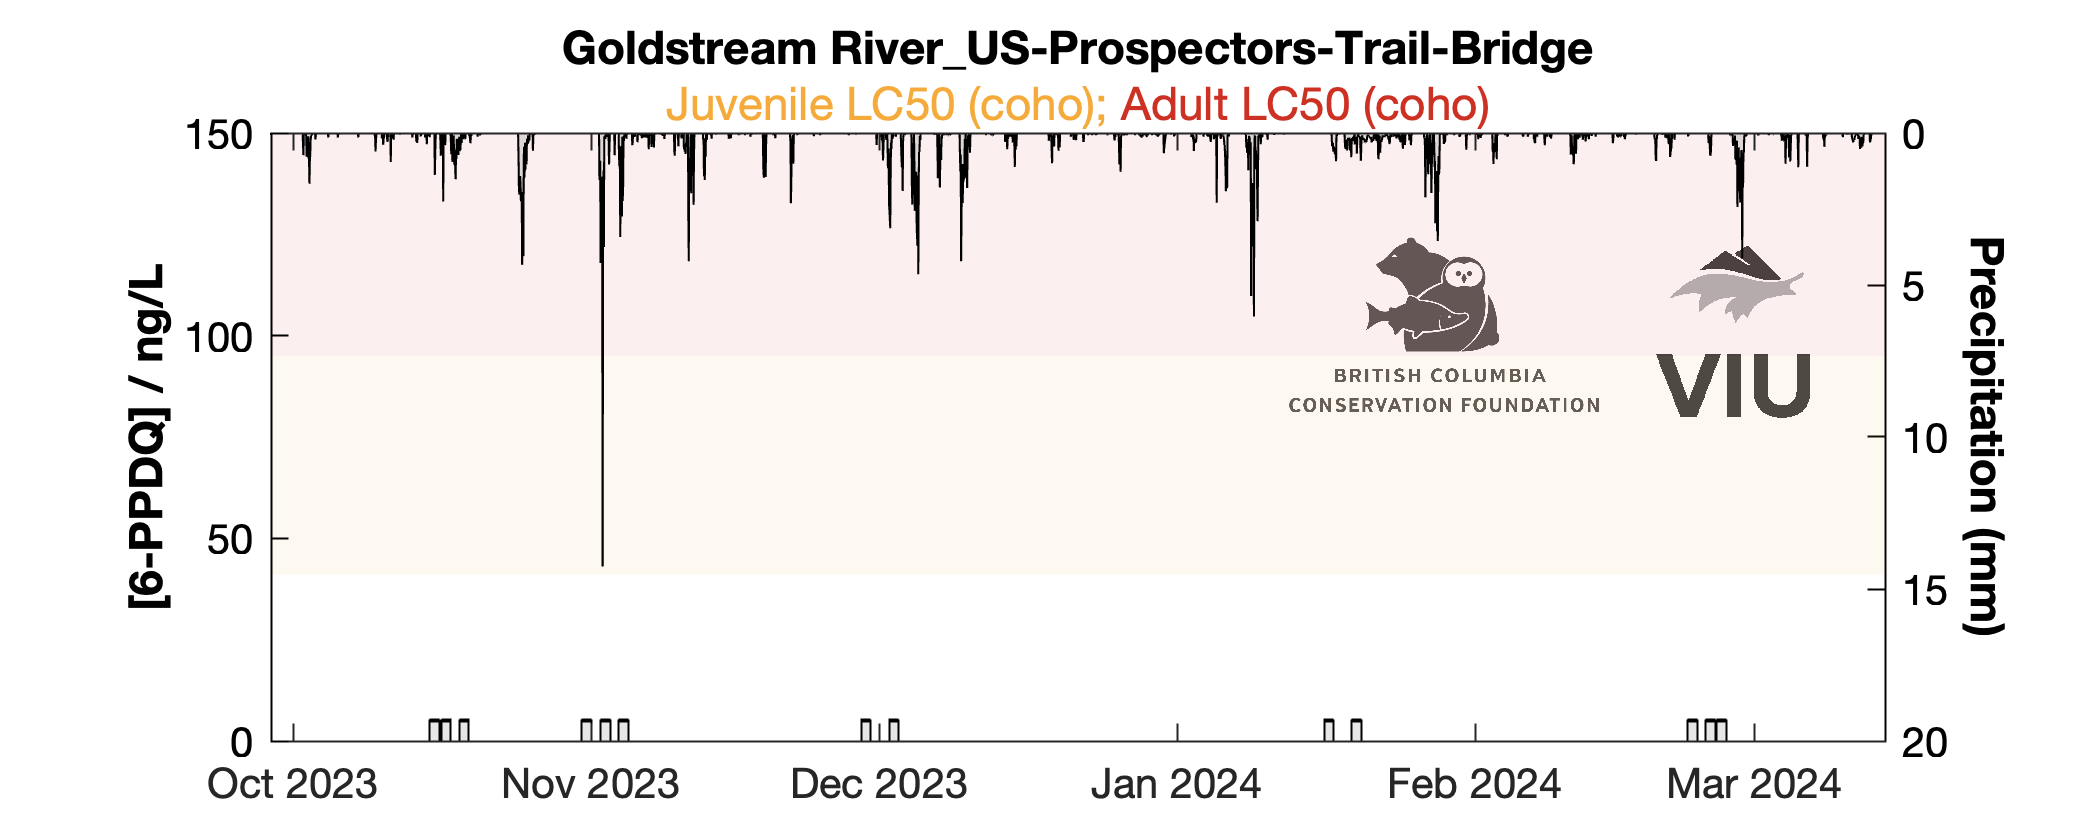 Goldstream River_US-Prospectors-Trail-Bridge
Juvenile LC50 (coho); Adult LC50 (coho)
150
100
50
0
[6-PPDQ] / ng/L
0
5
10
15
20
Precipitation (mm)
BRITISH COLUMBIA
CONSERVATION FOUNDATION
VIU
Oct 2023
Nov 2023
Dec 2023
Jan 2024
Feb 2024
Mar 2024